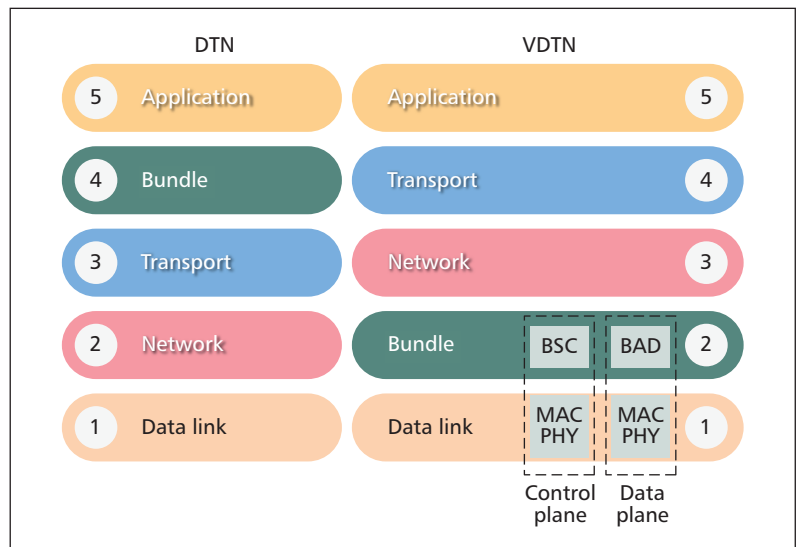 DTN VDTN
5 Application Application 5
4 Bundle Transport 4
3 Transport Network 3
2 Network Bundle BSC BAD 2
1 Data link Data link MAC PHY MAC PHY 1
Control plane Data plane